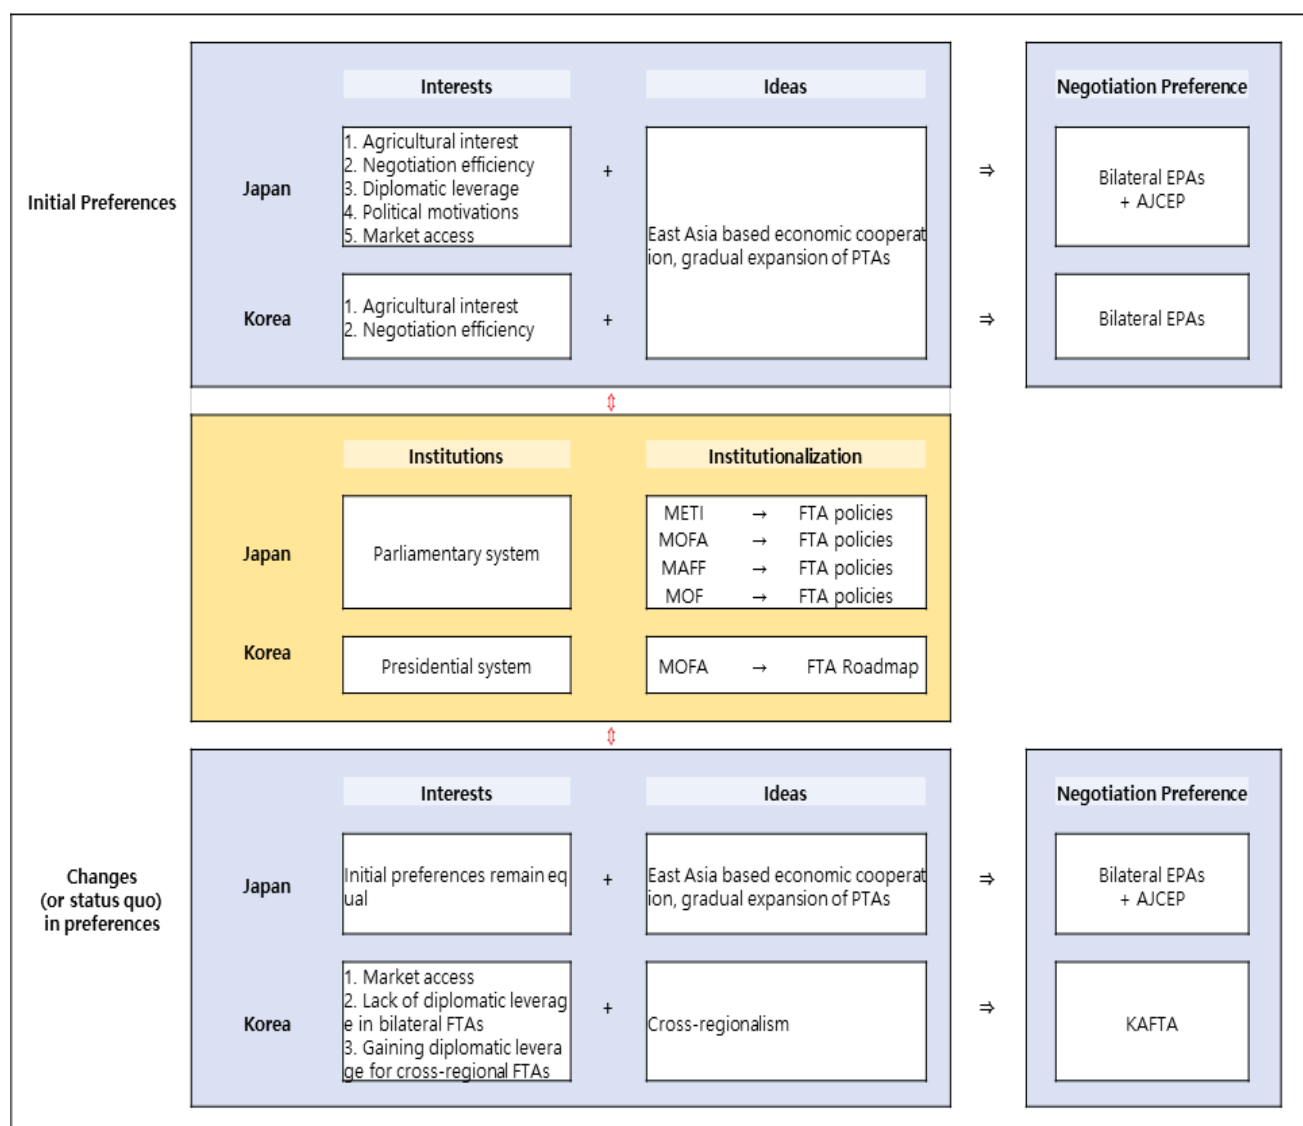 Interests
Ideas
Negotiation Preference
Initial Preferences
Japan
1. Agricultural interest
2. Negotiation efficiency
3. Diplomatic leverage
4. Political motivations
5. Market access
+
East Asia based economic cooperat
ion, gradual expansion of PTAs
⇒
Bilateral EPAs
+ AJCEP
Korea
1. Agricultural interest
2. Negotiation efficiency
+
⇒
Bilateral EPAs
⇕
Institutions
Institutionalization
Japan
Parliamentary system
METI → FTA policies
MOFA → FTA policies
MAFF → FTA policies
MOF → FTA policies
Korea
Presidential system
MOFA → FTA Roadmap
⇕
Interests
Ideas
Negotiation Preference
Changes
(or status quo)
in preferences
Japan
Initial preferences remain eq
ual
+
East Asia based economic cooperat
ion, gradual expansion of PTAs
⇒
Bilateral EPAs
+ AJCEP
Korea
1. Market access
2. Lack of diplomatic leverag
e in bilateral FTAs
3. Gaining diplomatic levera
ge for cross-regional FTAs
+
Cross-regionalism
⇒
KAFTA